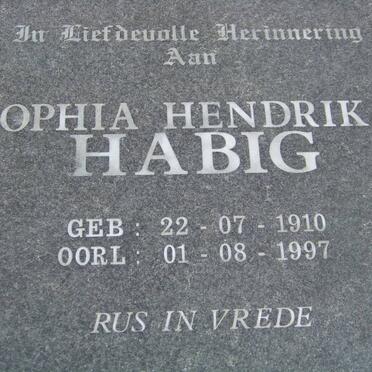 In Liefdevolle Herinnering
Aan
OPHIA HENDRIK
HABIG
GEB : 22 - 07 - 1910
OORL : 01 - 08 - 1997
RUS IN VREDE